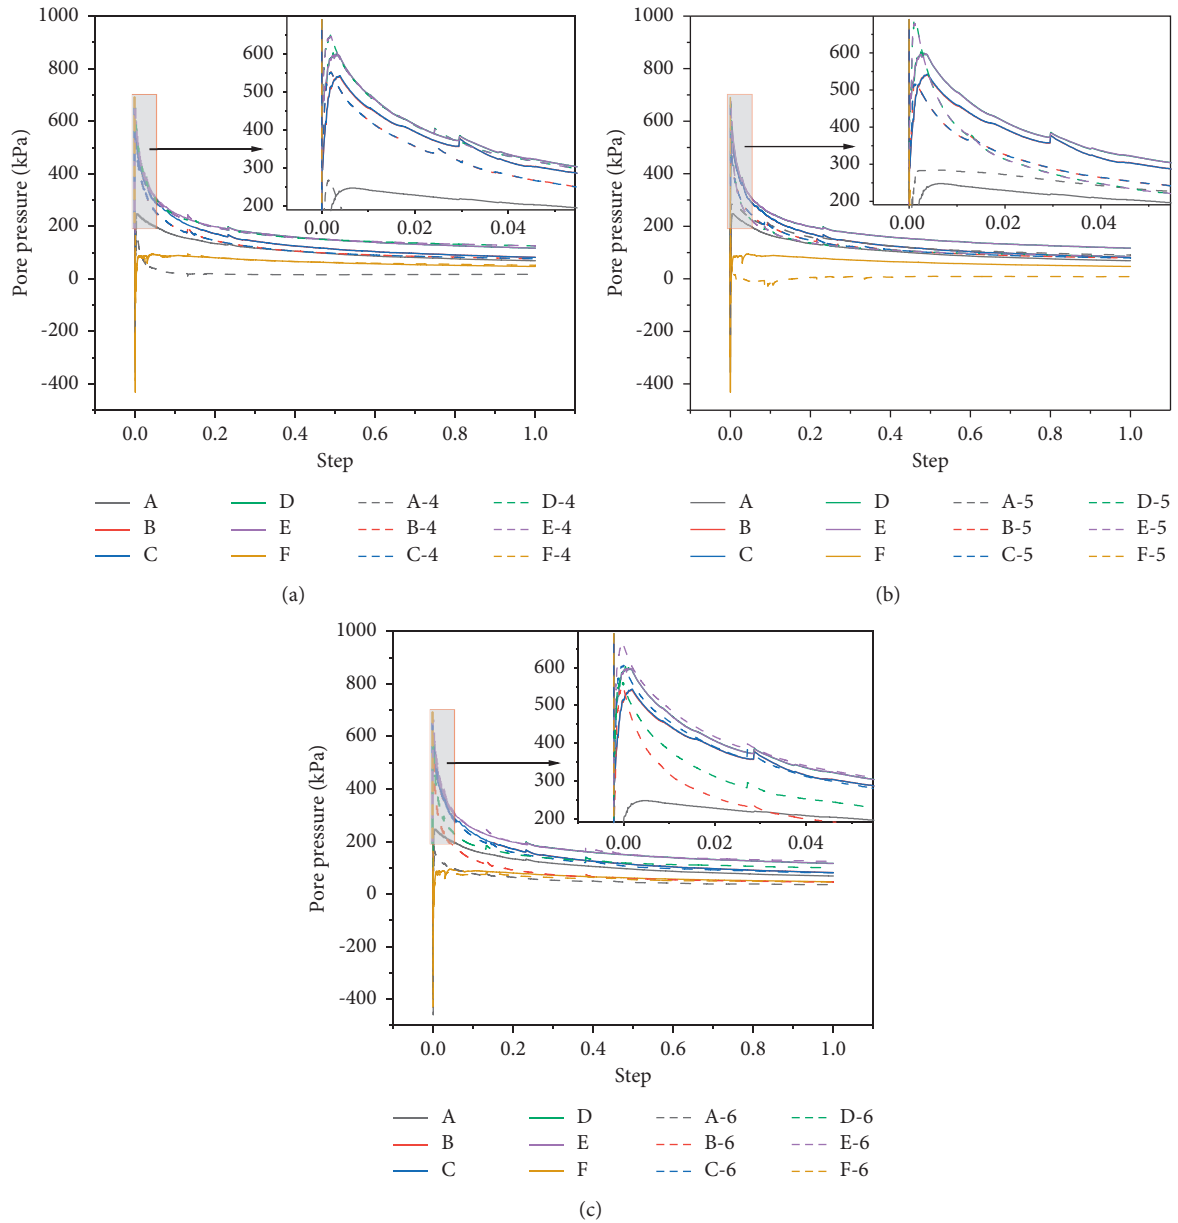 1000
800
600
400
200
0
-200
-400
Pore pressure (kPa)
0.0 0.2 0.4 0.6 0.8 1.0
Step
600
500
400
300
200
0.00 0.02 0.04
A D A-4 D-4
B E B-4 E-4
C F C-4 F-4
(a)
1000
800
600
400
200
0
-200
-400
Pore pressure (kPa)
0.0 0.2 0.4 0.6 0.8 1.0
Step
600
500
400
300
200
0.00 0.02 0.04
A D A-5 D-5
B E B-5 E-5
C F C-5 F-5
(b)
1000
800
600
400
200
0
-200
-400
Pore pressure (kPa)
0.0 0.2 0.4 0.6 0.8 1.0
Step
600
500
400
300
200
0.00 0.02 0.04
A D A-6 D-6
B E B-6 E-6
C F C-6 F-6
(c)